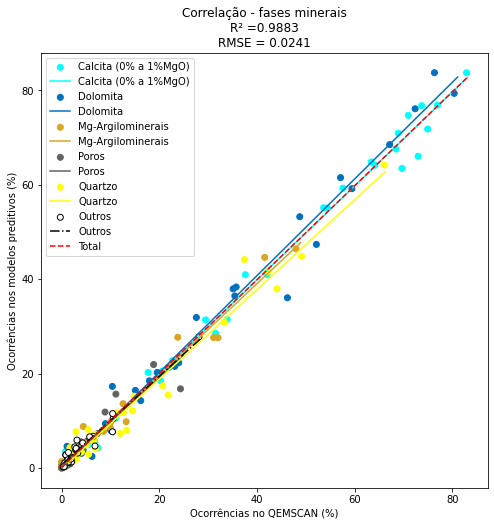 Correlação - fases minerais
R² =0.9883
RMSE = 0.0241
Calcita (0% a 1%MgO)
Calcita (0% a 1%MgO)
Dolomita
Dolomita
Mg-Argilominerais
Mg-Argilominerais
Poros
Poros
Quartzo
Quartzo
Outros
Outros
Total
Ocorrências nos modelos preditivos (%)
80
60
40
20
0
0 20 40 60 80
Ocorrências no QEMSCAN (%)